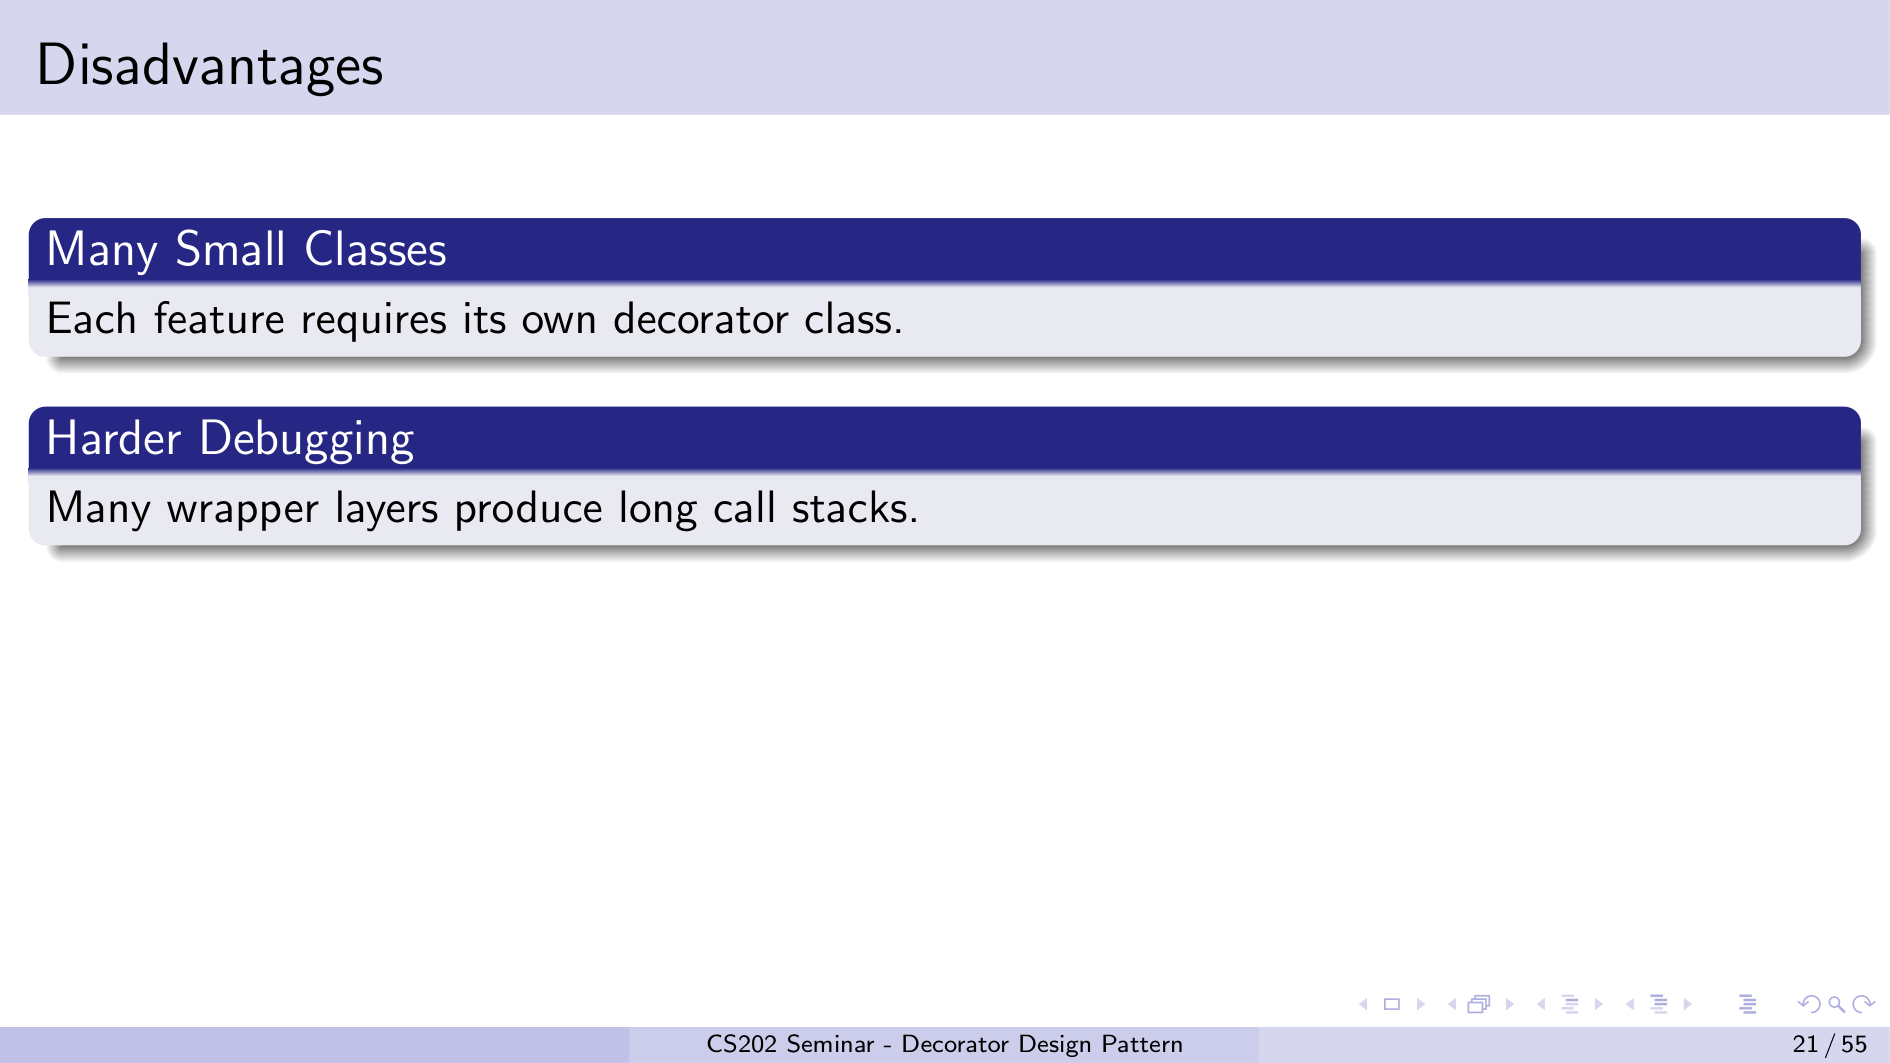 Disadvantages
Many Small Classes
Each feature requires its own decorator class.
Harder Debugging
Many wrapper layers produce long call stacks.
CS202 Seminar - Decorator Design Pattern
21 / 55